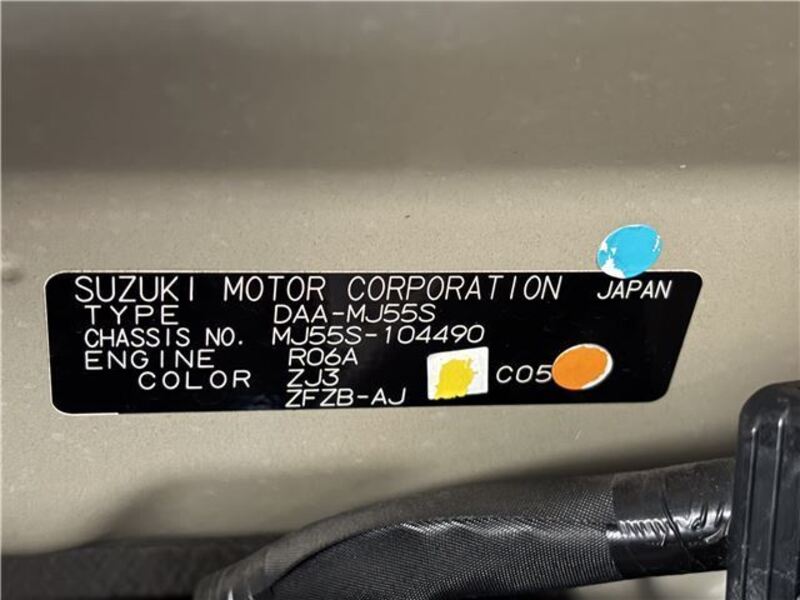 SUZUKI MOTOR CORPORATION JAPAN
TYPE DAA-MJ55S
CHASSIS NO. MJ55S-104490
ENGINE R06A
COLOR ZJ3 C05
ZFZB-AJ